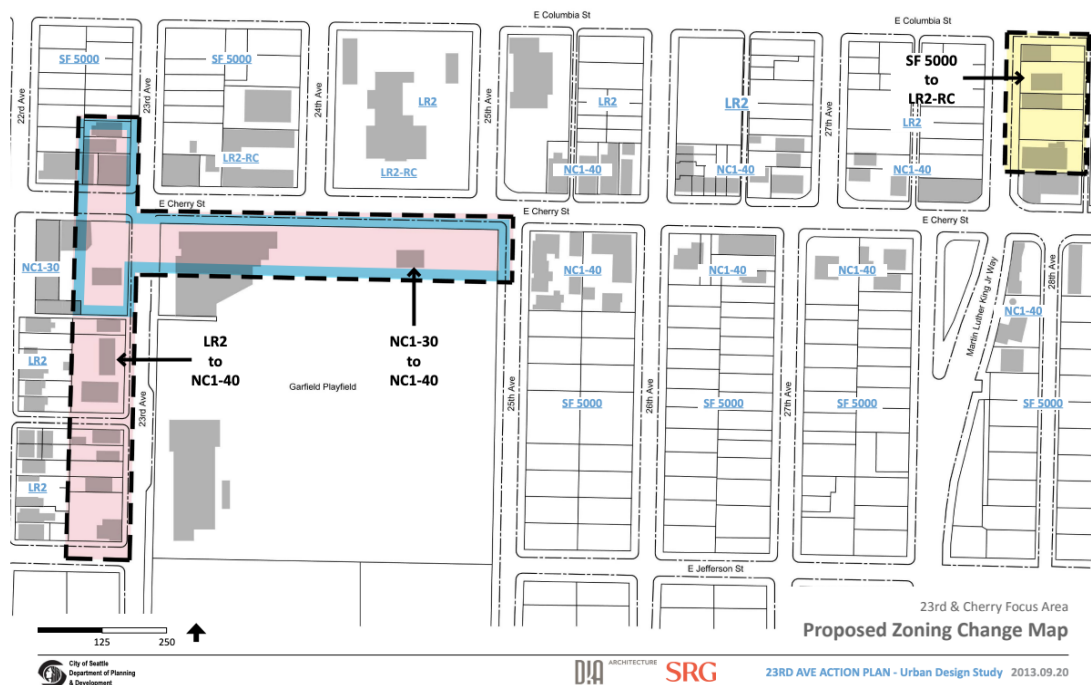 E Columbia St
E Columbia St
E Columbia St
22nd Ave
SF 5000
23rd Ave
SF 5000
24th Ave
LR2
25th Ave
LR2
LR2
27th Ave
SF 5000
to
LR2-RC
LR2
LR2-RC
LR2-RC
NC1-40
NC1-40
NC1-40
E Cherry St
E Cherry St
E Cherry St
NC1-30
NC1-40
NC1-40
NC1-40
Martin Luther King Jr Way
28th Ave
NC1-40
LR2
LR2
to
NC1-40
NC1-30
to
NC1-40
Garfield Playfield
23rd Ave
25th Ave
SF 5000
26th Ave
SF 5000
27th Ave
SF 5000
SF 5000
LR2
E Jefferson St
125
250
23rd & Cherry Focus Area
Proposed Zoning Change Map
City of Seattle
Department of Planning
& Development
D A ARCHITECTURE
SRG
23RD AVE ACTION PLAN - Urban Design Study 2013.09.20